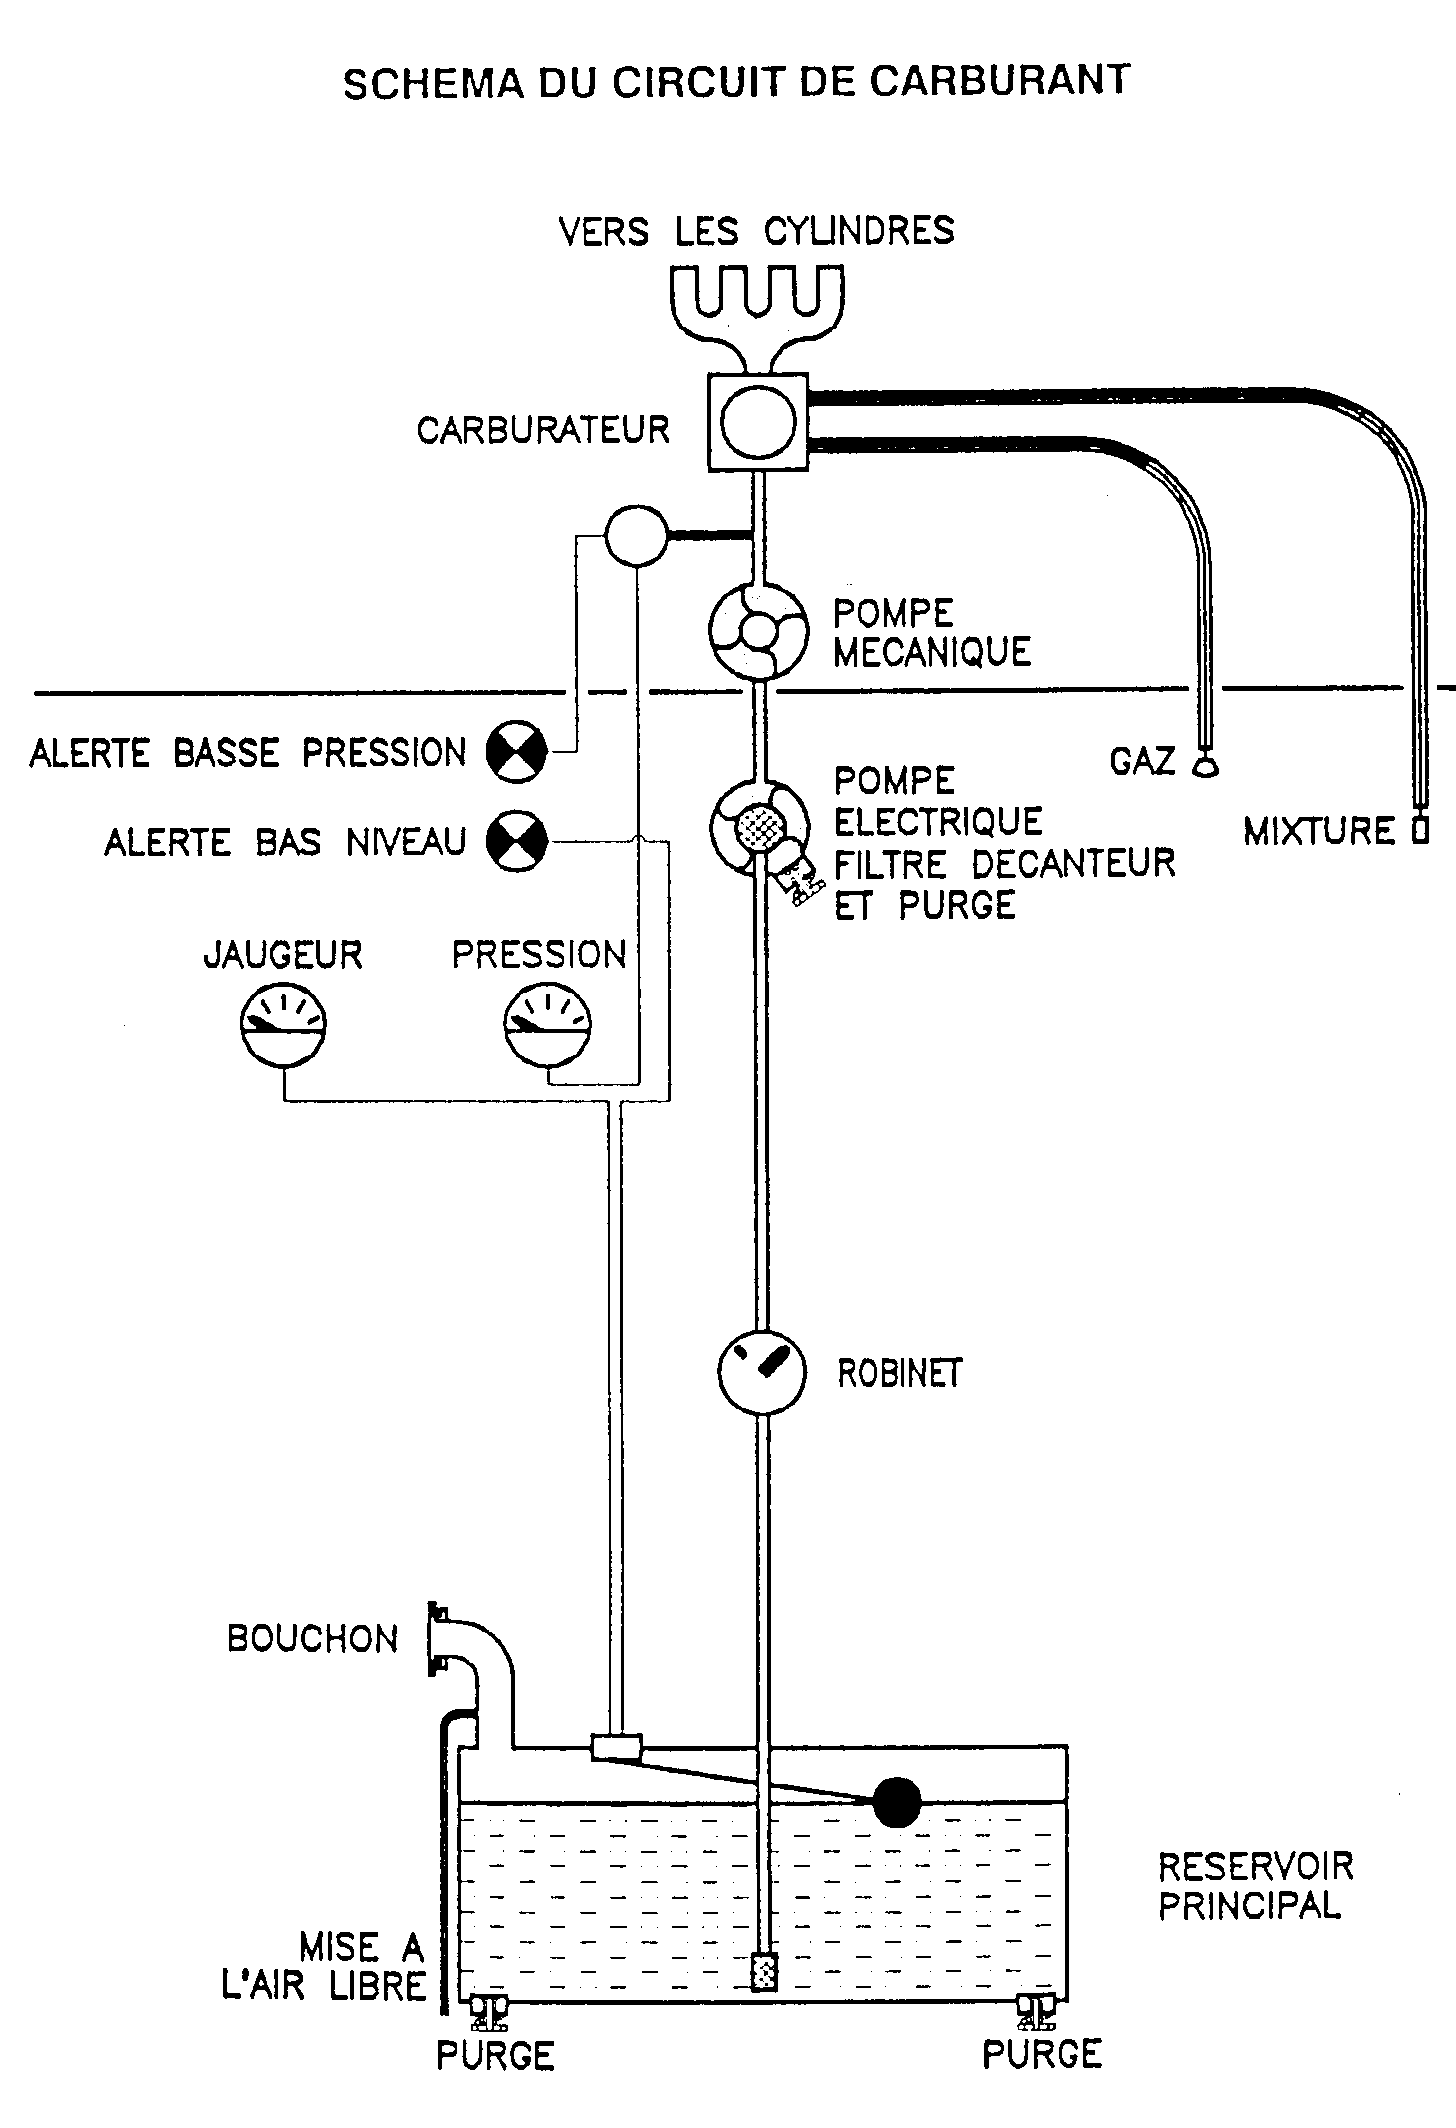 SCHEMA DU CIRCUIT DE CARBURANT
VERS LES CYLINDRES
CARBURATEUR
POMPE
MECANIQUE
ALERTE BASSE PRESSION
GAZ
POMPE
ELECTRIQUE
FILTRE DECANTEUR
ET PURGE
MIXTURE
ALERTE BAS NIVEAU
JAUGEUR
PRESSION
ROBINET
BOUCHON
RESERVOIR
PRINCIPAL
MISE A
L'AIR LIBRE
PURGE
PURGE